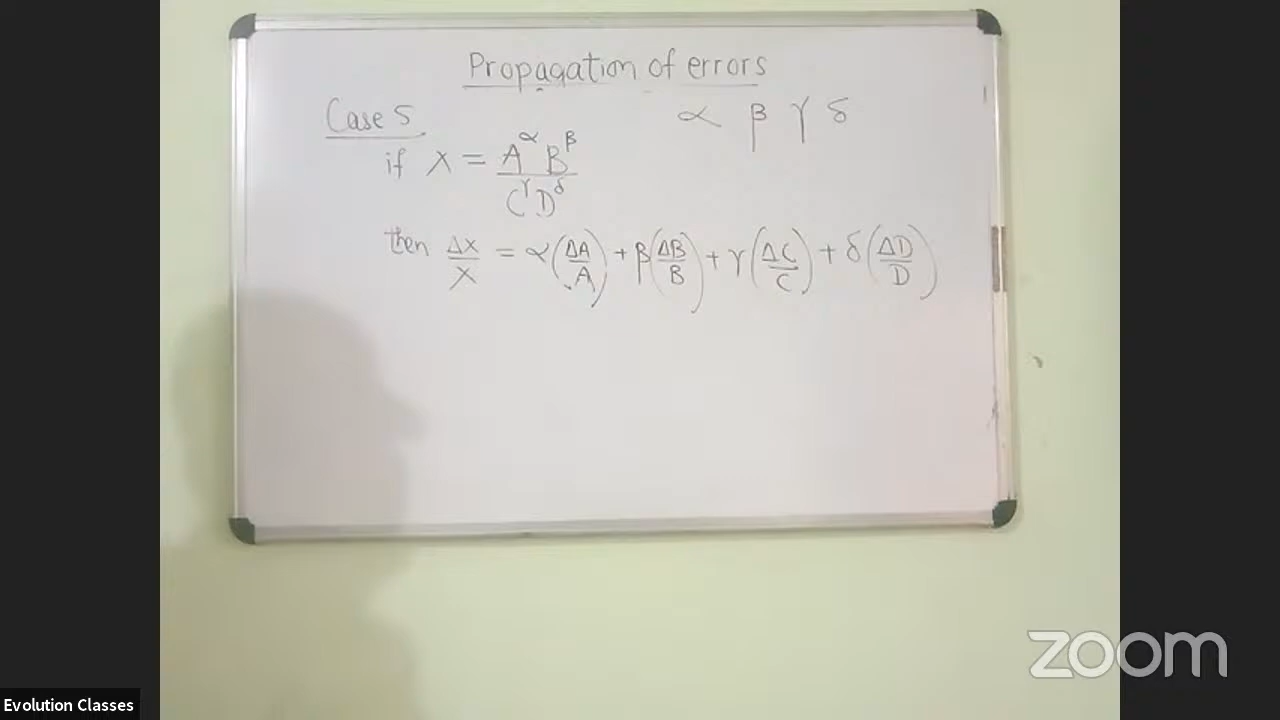 Propagation of errors
Case 5
α β γ δ
if X = A^α B^β / C^γ D^δ
then ΔX/X = α(ΔA/A) + β(ΔB/B) + γ(ΔC/C) + δ(ΔD/D)
zoom
Evolution Classes